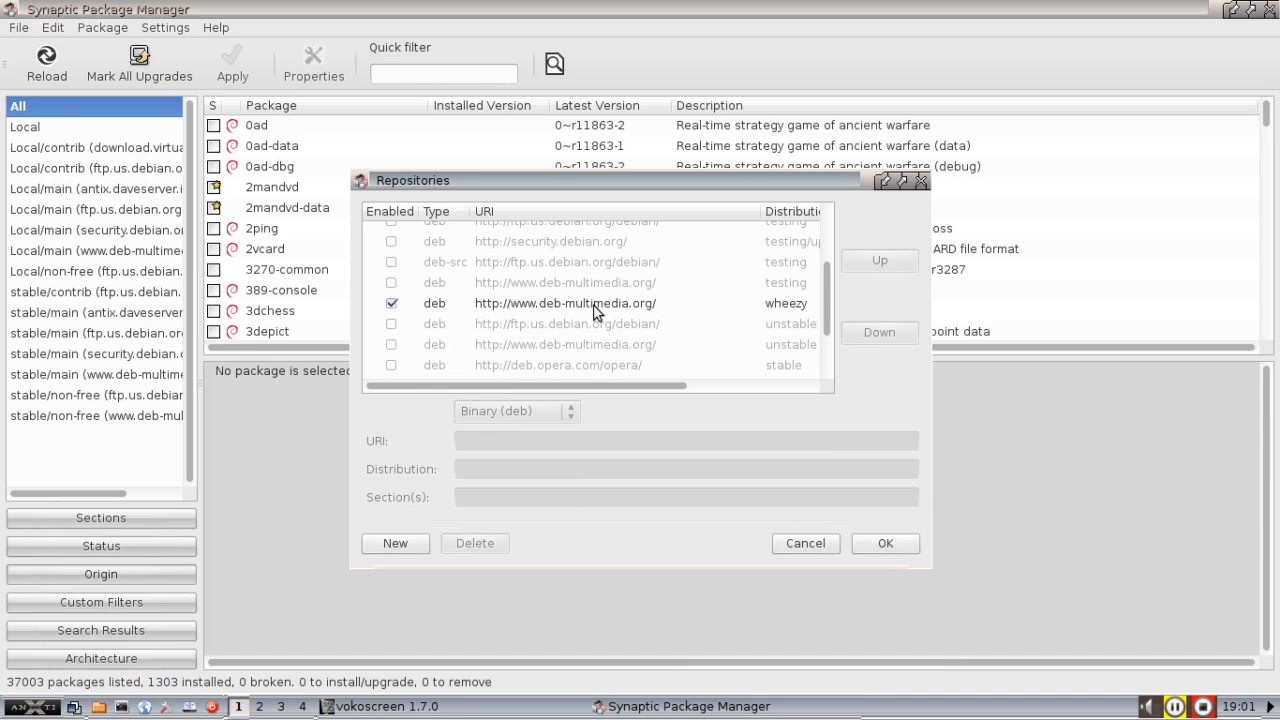 Synaptic Package Manager
File Edit Package Settings Help
Reload Mark All Upgrades Apply Properties Quick filter
All
Local
Local/contrib (download.virtua
Local/contrib (ftp.us.debian.o
Local/main (antix.daveserver.i
Local/main (ftp.us.debian.org
Local/main (security.debian.o
Local/main (www.deb-multime
Local/non-free (ftp.us.debian
stable/contrib (ftp.us.debian.
stable/main (antix.daveserver
stable/main (ftp.us.debian.or
stable/main (security.debian.
stable/main (www.deb-multim
stable/non-free (ftp.us.debian
stable/non-free (www.deb-mul
Sections
Status
Origin
Custom Filters
Search Results
Architecture
S Package Installed Version Latest Version Description
0ad 0~r11863-2 Real-time strategy game of ancient warfare
0ad-data 0~r11863-1 Real-time strategy game of ancient warfare (data)
0ad-dbg 0~r11863-2 Real-time strategy game of ancient warfare (debug)
2mandvd
2mandvd-data
2ping oss
2vcard ARD file format
3270-common r3287
389-console
3dchess
3depict point data
No package is selected
Repositories
Enabled Type URI Distributio
deb http://ftp.us.debian.org/debian/ testing
deb http://security.debian.org/ testing/up
deb-src http://ftp.us.debian.org/debian/ testing
deb http://www.deb-multimedia.org/ testing
deb http://www.deb-multimedia.org/ wheezy
deb http://ftp.us.debian.org/debian/ unstable
deb http://www.deb-multimedia.org/ unstable
deb http://deb.opera.com/opera/ stable
Up
Down
Binary (deb)
URI:
Distribution:
Section(s):
New Delete Cancel OK
37003 packages listed, 1303 installed, 0 broken. 0 to install/upgrade, 0 to remove
ANXTI 1 2 3 4 vokoscreen 1.7.0 Synaptic Package Manager 19:01